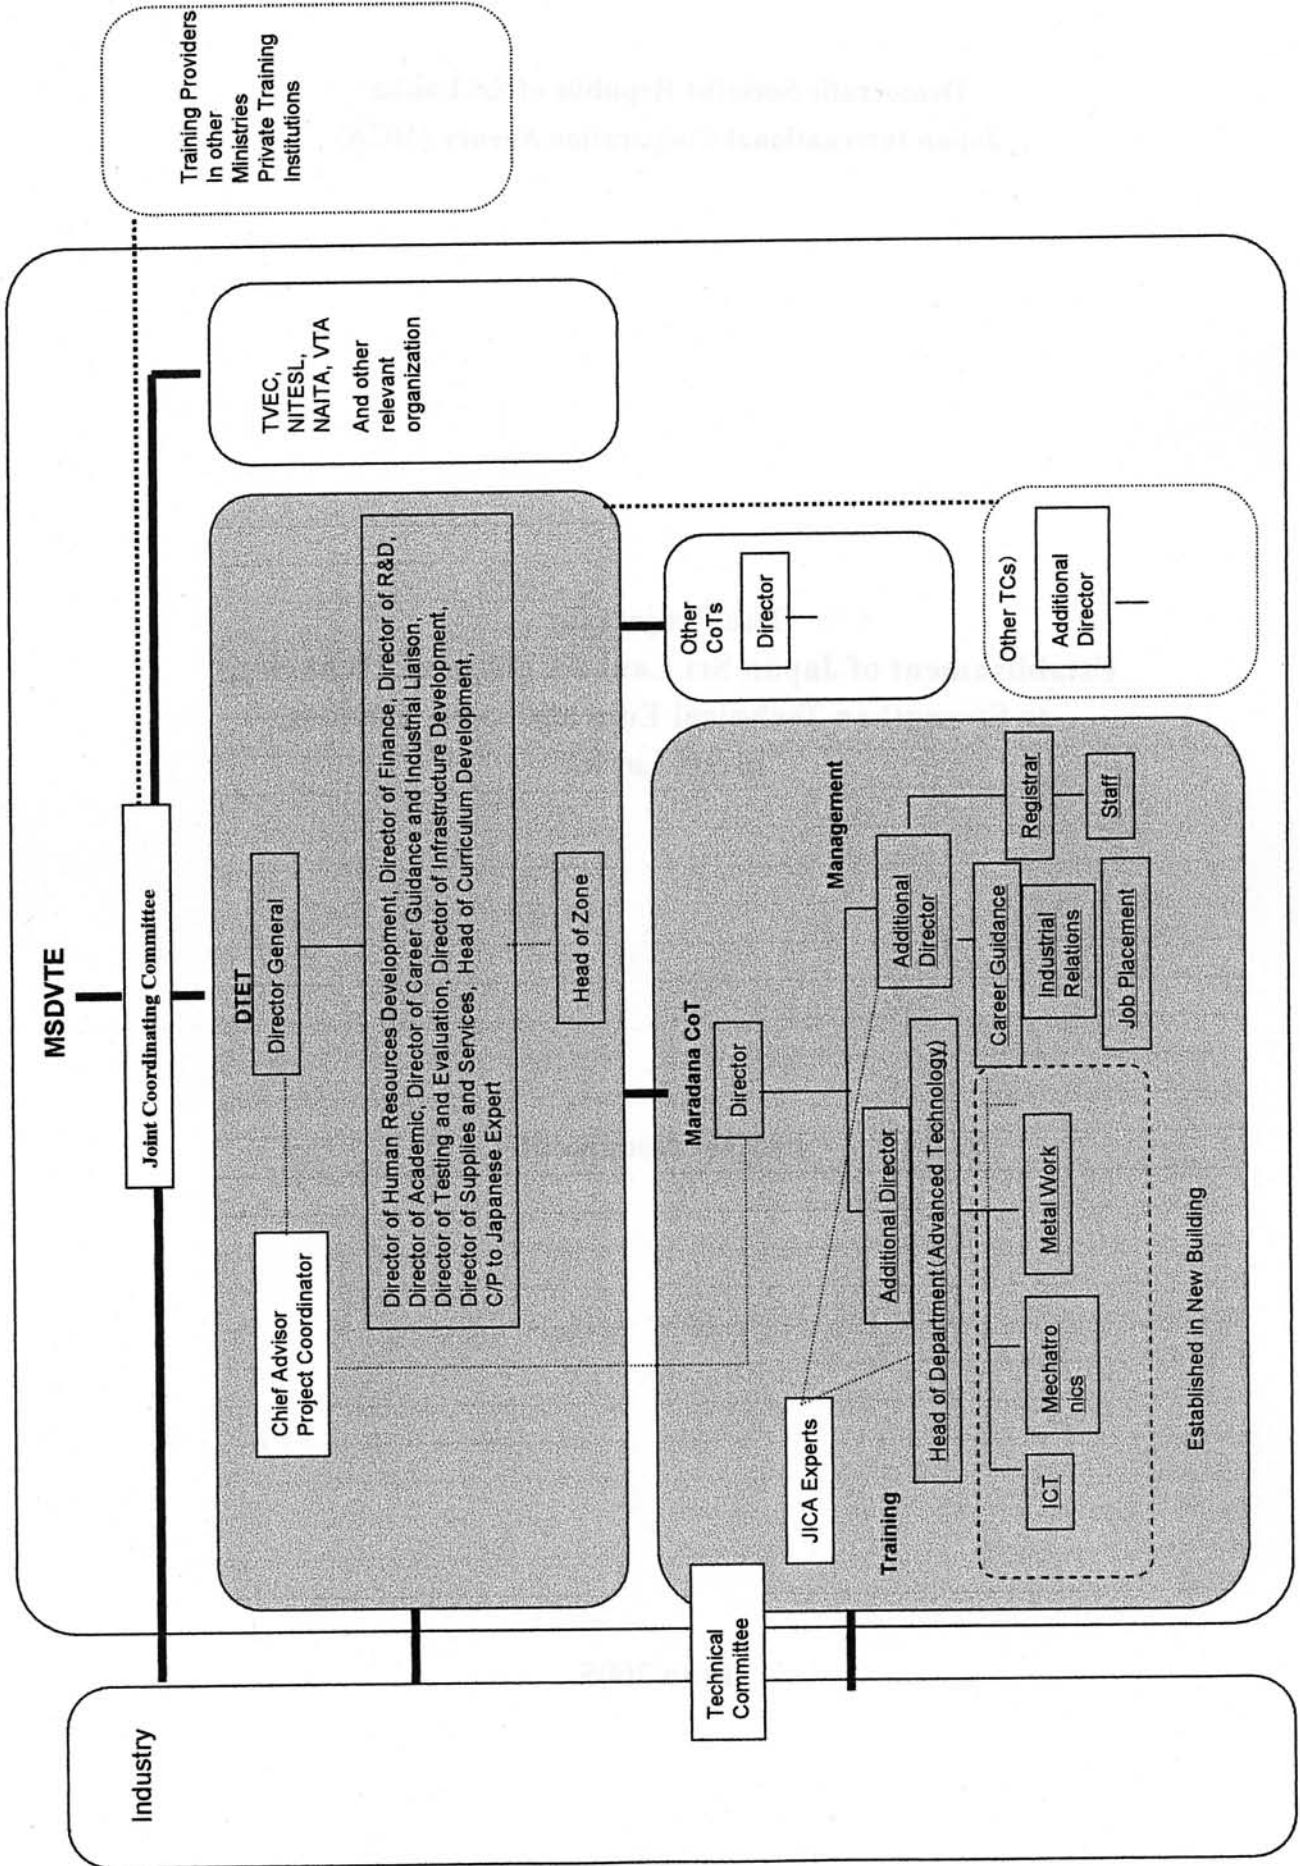 MSDVTE
Joint Coordinating Committee
Training Providers
In other
Ministries
Private Training
Institutions
Industry
DTET
Director General
Chief Advisor
Project Coordinator
Director of Human Resources Development, Director of Finance, Director of R&D,
Director of Academic, Director of Career Guidance and Industrial Liaison,
Director of Testing and Evaluation, Director of Infrastructure Development,
Director of Supplies and Services, Head of Curriculum Development,
C/P to Japanese Expert
Head of Zone
TVEC,
NITESL,
NAITA, VTA
And other
relevant
organization
Technical
Committee
Maradana CoT
Director
JICA Experts
Training
Additional Director
Head of Department (Advanced Technology)
ICT
Mechatro
nics
Metal Work
Established in New Building
Management
Additional
Director
Career Guidance
Industrial
Relations
Job Placement
Registrar
Staff
Other
CoTs
Director
Other TCs)
Additional
Director